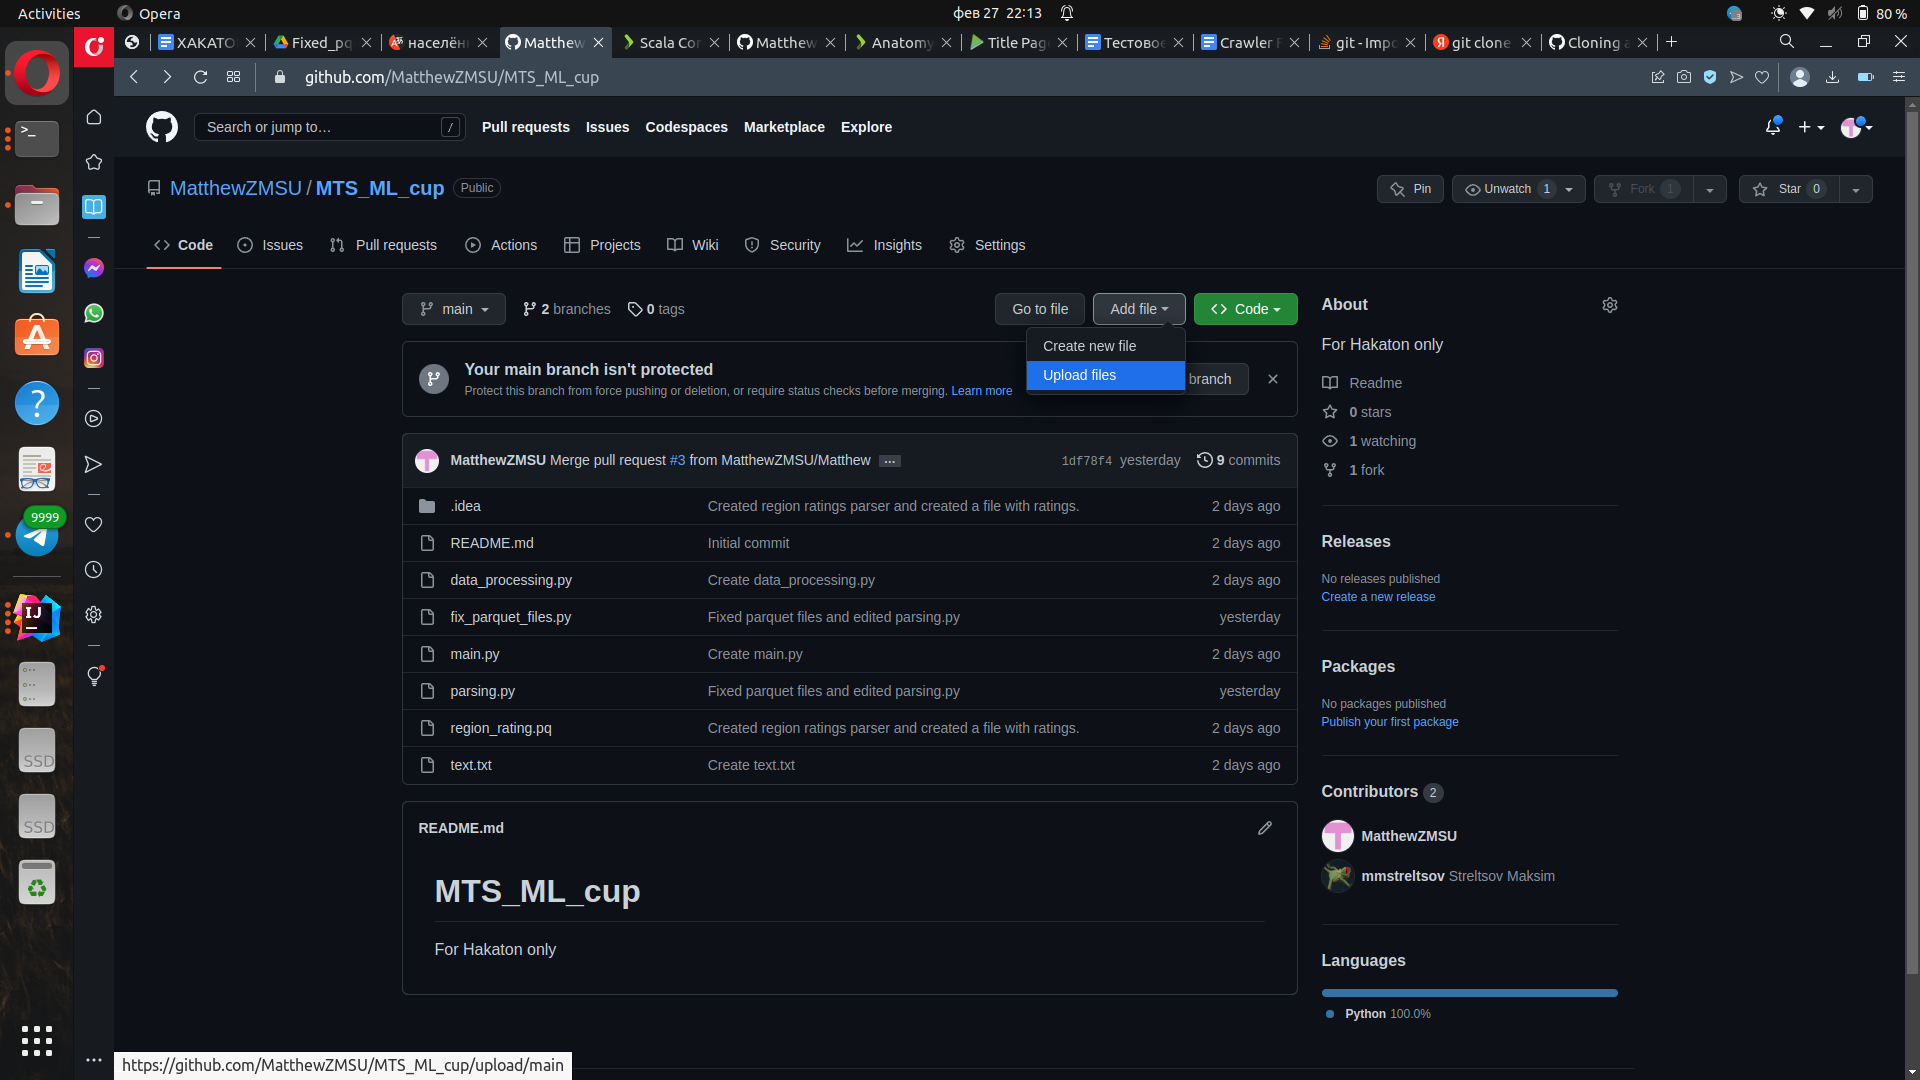 Activities
Opera
фев 27 22:13
80 %
ХАКАТО
Fixed_pq
населён
Matthew
Scala Cor
Matthew
Anatomy
Title Pag
Тестовое
Crawler F
git - Impo
git clone
Cloning a
github.com/MatthewZMSU/MTS_ML_cup
Search or jump to…
/
Pull requests
Issues
Codespaces
Marketplace
Explore
MatthewZMSU / MTS_ML_cup
Public
Pin
Unwatch 1
Fork 1
Star 0
Code
Issues
Pull requests
Actions
Projects
Wiki
Security
Insights
Settings
main
2 branches
0 tags
Go to file
Add file
Code
Create new file
Upload files
Your main branch isn't protected
Protect this branch from force pushing or deletion, or require status checks before merging. Learn more
branch
MatthewZMSU Merge pull request #3 from MatthewZMSU/Matthew ...
1df78f4 yesterday
9 commits
.idea
Created region ratings parser and created a file with ratings.
2 days ago
README.md
Initial commit
2 days ago
data_processing.py
Create data_processing.py
2 days ago
fix_parquet_files.py
Fixed parquet files and edited parsing.py
yesterday
main.py
Create main.py
2 days ago
parsing.py
Fixed parquet files and edited parsing.py
yesterday
region_rating.pq
Created region ratings parser and created a file with ratings.
2 days ago
text.txt
Create text.txt
2 days ago
README.md
MTS_ML_cup
For Hakaton only
About
For Hakaton only
Readme
0 stars
1 watching
1 fork
Releases
No releases published
Create a new release
Packages
No packages published
Publish your first package
Contributors 2
MatthewZMSU
mmstreltsov Streltsov Maksim
Languages
Python 100.0%
9999
IJ
SSD
SSD
https://github.com/MatthewZMSU/MTS_ML_cup/upload/main